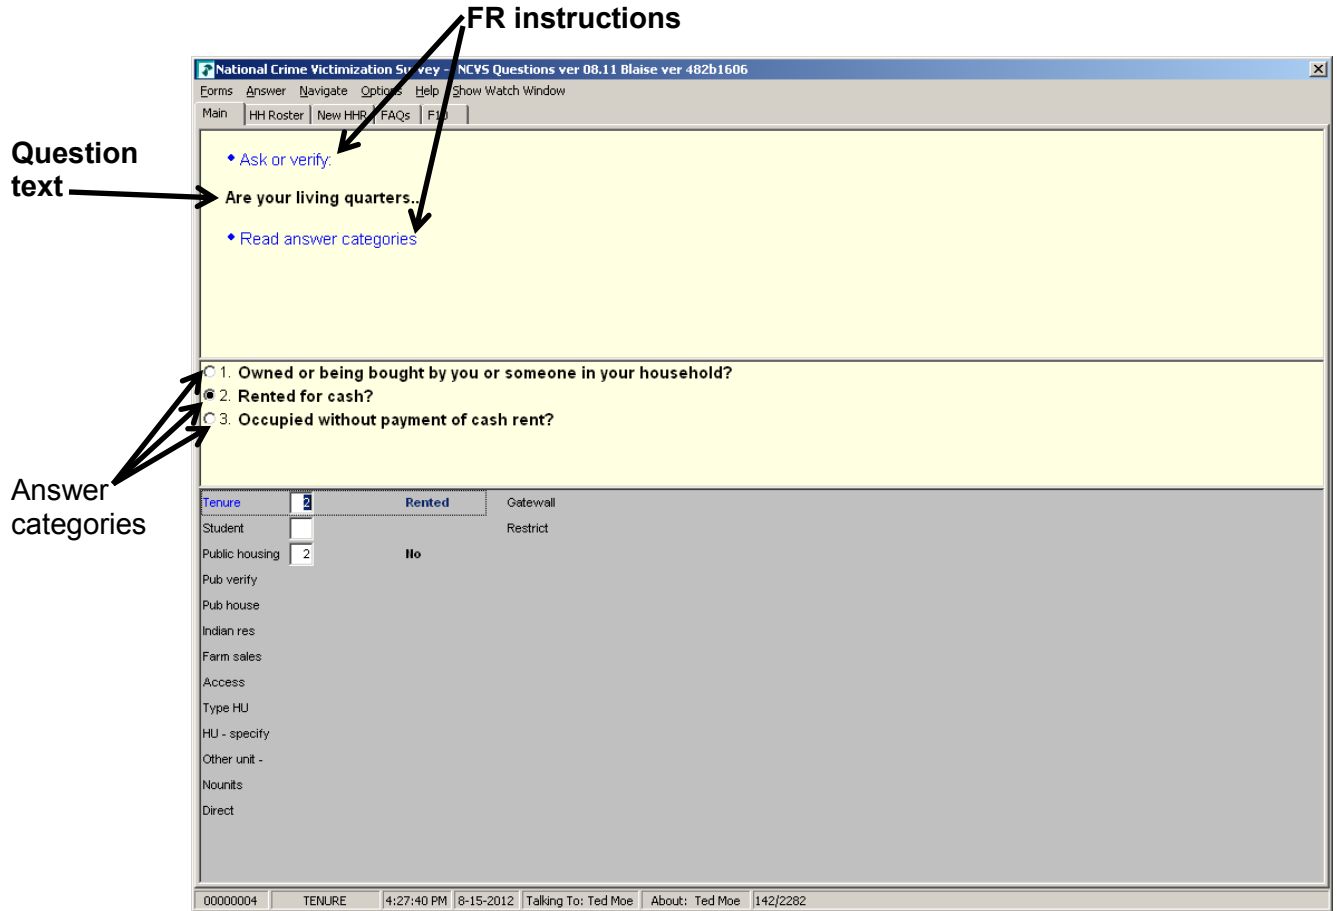 FR instructions
National Crime Victimization Survey - NCVS Questions ver 08.11 Blaise ver 482b1606
Forms Answer Navigate Options Help Show Watch Window
Main HH Roster New HHR FAQs F10
Question
text
Ask or verify:
Are your living quarters...
Read answer categories
1. Owned or being bought by you or someone in your household?
2. Rented for cash?
3. Occupied without payment of cash rent?
Answer
categories
Tenure 2 Rented Gatewall
Student Restrict
Public housing 2 No
Pub verify
Pub house
Indian res
Farm sales
Access
Type HU
HU - specify
Other unit -
Nounits
Direct
00000004 TENURE 4:27:40 PM 8-15-2012 Talking To: Ted Moe About: Ted Moe 142/2282